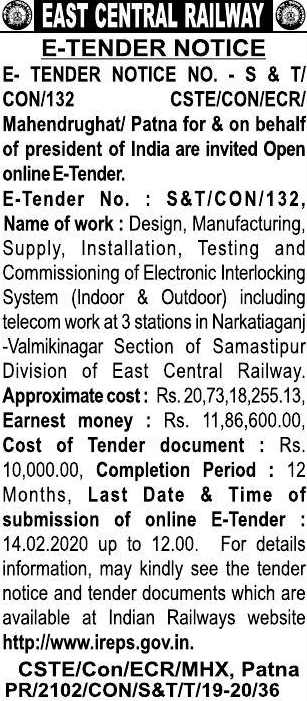 EAST CENTRAL RAILWAY
E-TENDER NOTICE
E- TENDER NOTICE NO. - S & T/
CON/132 CSTE/CON/ECR/
Mahendrughat/ Patna for & on behalf
of president of India are invited Open
online E-Tender.
E-Tender No. : S&T/CON/132,
Name of work : Design, Manufacturing,
Supply, Installation, Testing and
Commissioning of Electronic Interlocking
System (Indoor & Outdoor) including
telecom work at 3 stations in Narkatiaganj
-Valmikinagar Section of Samastipur
Division of East Central Railway.
Approximate cost : Rs. 20,73,18,255.13,
Earnest money : Rs. 11,86,600.00,
Cost of Tender document : Rs.
10,000.00, Completion Period : 12
Months, Last Date & Time of
submission of online E-Tender :
14.02.2020 up to 12.00. For details
information, may kindly see the tender
notice and tender documents which are
available at Indian Railways website
http://www.ireps.gov.in.
CSTE/Con/ECR/MHX, Patna
PR/2102/CON/S&T/T/19-20/36